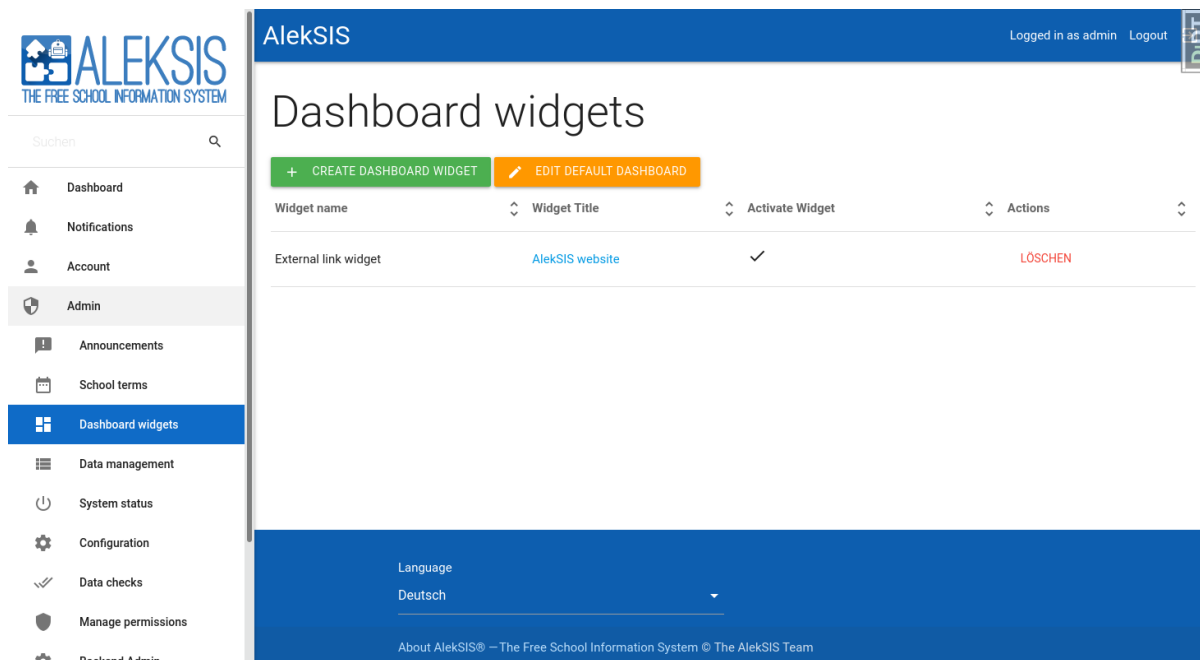 ALEKSIS
THE FREE SCHOOL INFORMATION SYSTEM
Suchen
Dashboard
Notifications
Account
Admin
Announcements
School terms
Dashboard widgets
Data management
System status
Configuration
Data checks
Manage permissions
Backend Admin
AlekSIS
Logged in as admin Logout
DjDT
Dashboard widgets
CREATE DASHBOARD WIDGET EDIT DEFAULT DASHBOARD
Widget name Widget Title Activate Widget Actions
External link widget AlekSIS website LÖSCHEN
Language
Deutsch
About AlekSIS® — The Free School Information System © The AlekSIS Team